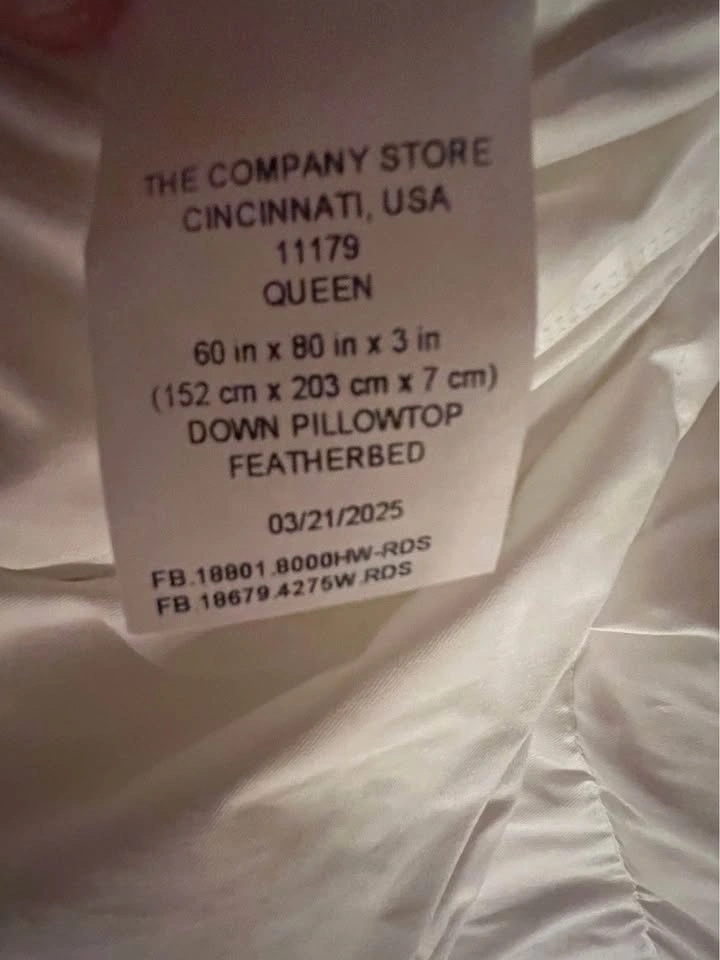 THE COMPANY STORE
CINCINNATI, USA
11179
QUEEN
60 in x 80 in x 3 in
(152 cm x 203 cm x 7 cm)
DOWN PILLOWTOP
FEATHERBED
03/21/2025
FB.18801.8000HW-RDS
FB.18679.4275W.RDS